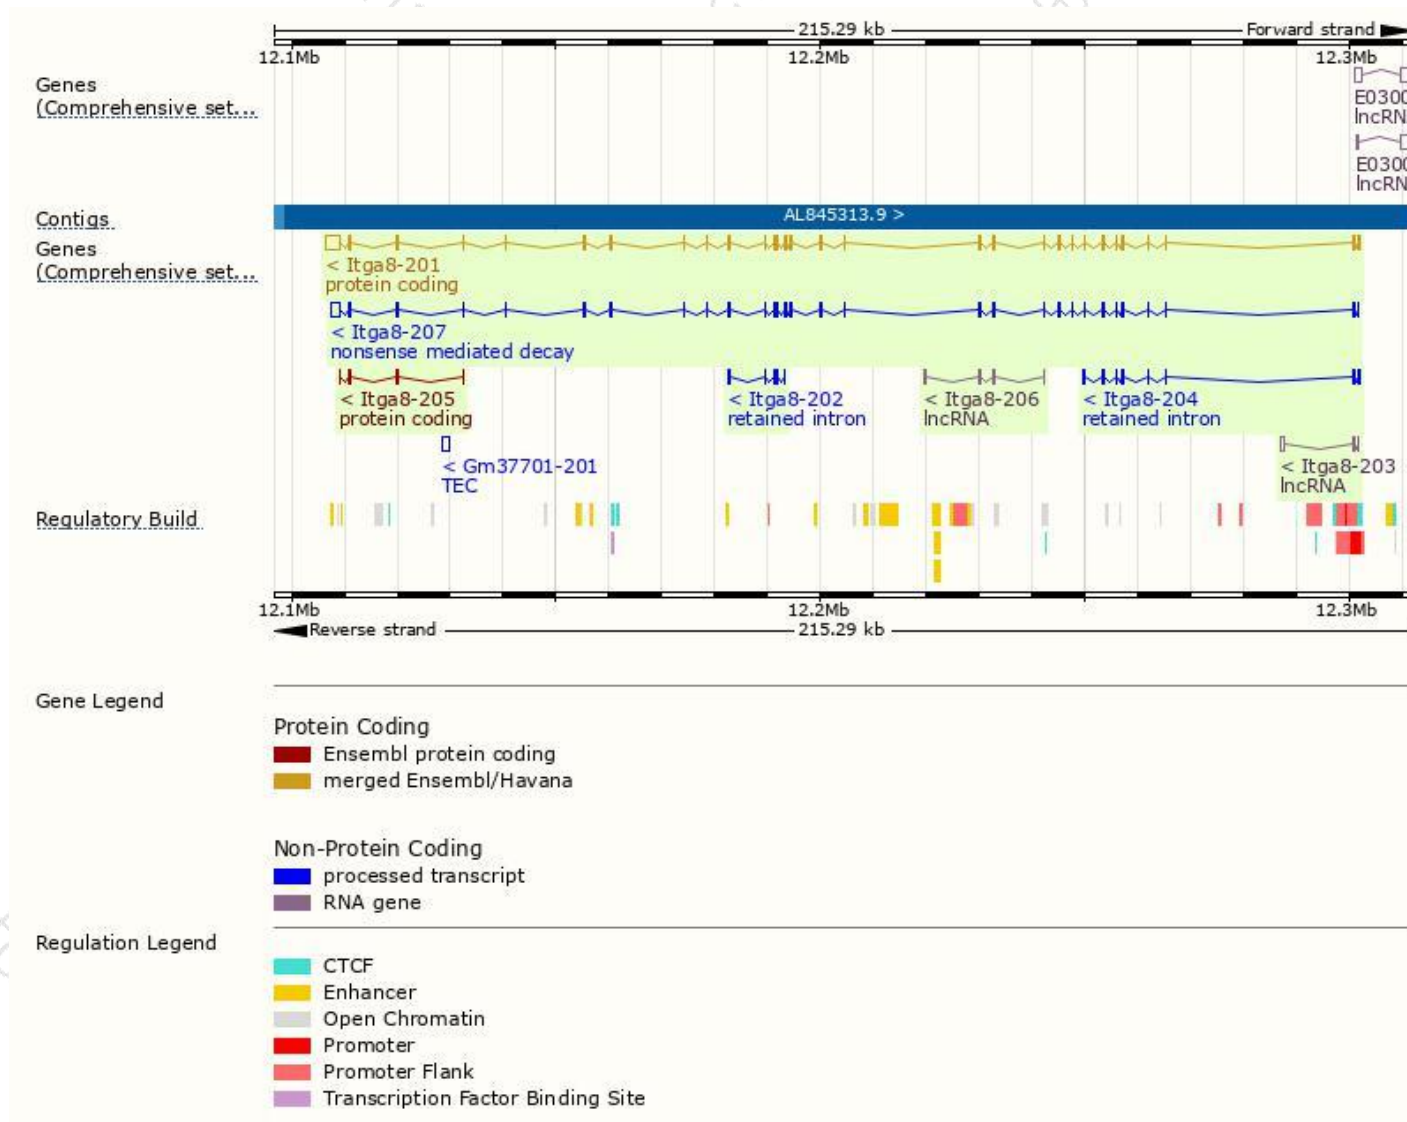 215.29 kb Forward strand
12.1Mb 12.2Mb 12.3Mb
Genes
(Comprehensive set...
E0300
lncRN
E0300
lncRN
Contigs
AL845313.9 >
Genes
(Comprehensive set...
< Itga8-201
protein coding
< Itga8-207
nonsense mediated decay
< Itga8-205 < Itga8-202 < Itga8-206 < Itga8-204
protein coding retained intron lncRNA retained intron
< Gm37701-201 < Itga8-203
TEC lncRNA
Regulatory Build
12.1Mb 12.2Mb 12.3Mb
Reverse strand 215.29 kb
Gene Legend
Protein Coding
Ensembl protein coding
merged Ensembl/Havana
Non-Protein Coding
processed transcript
RNA gene
Regulation Legend
CTCF
Enhancer
Open Chromatin
Promoter
Promoter Flank
Transcription Factor Binding Site